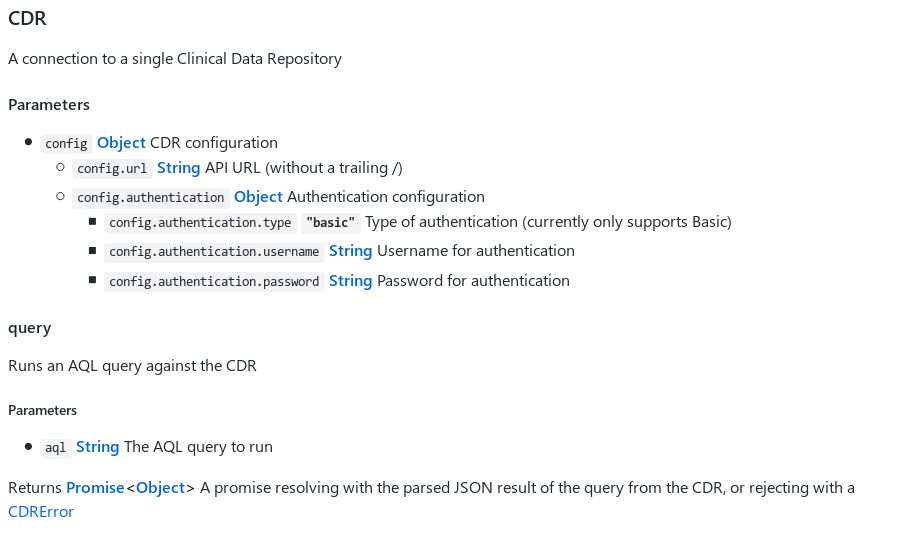 CDR
A connection to a single Clinical Data Repository
Parameters
config Object CDR configuration
config.url String API URL (without a trailing /)
config.authentication Object Authentication configuration
config.authentication.type "basic" Type of authentication (currently only supports Basic)
config.authentication.username String Username for authentication
config.authentication.password String Password for authentication
query
Runs an AQL query against the CDR
Parameters
aql String The AQL query to run
Returns Promise<Object> A promise resolving with the parsed JSON result of the query from the CDR, or rejecting with a
CDRError